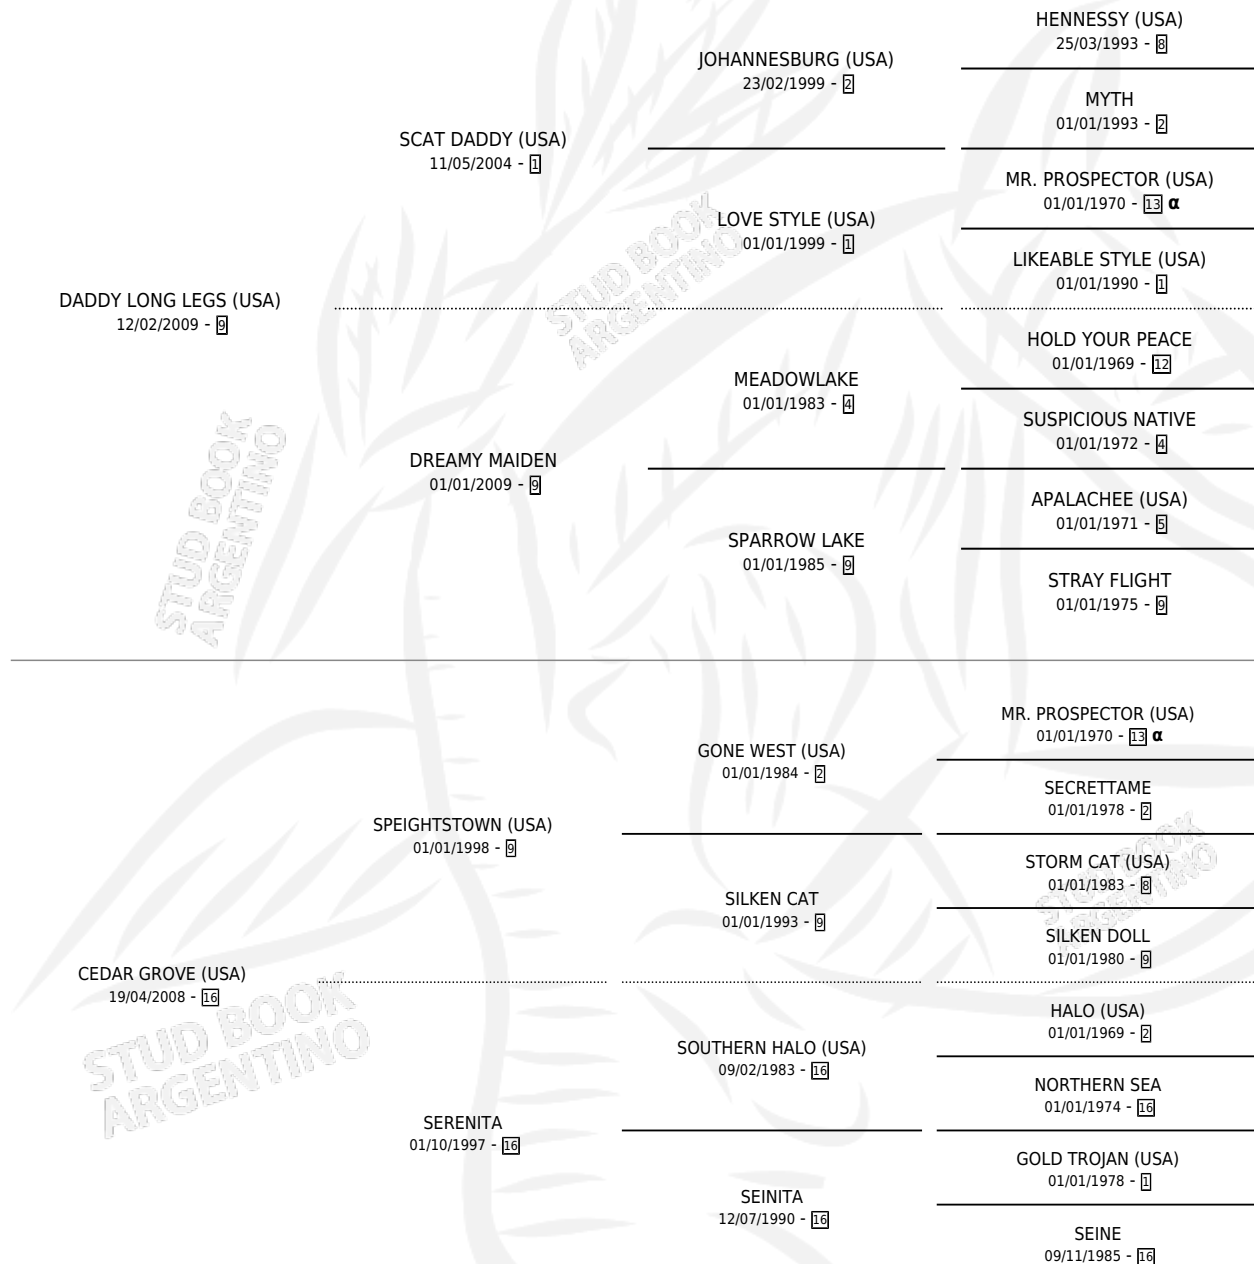 HENNESSY (USA)
25/03/1993 - 8
JOHANNESBURG (USA)
23/02/1999 - 2
MYTH
01/01/1993 - 2
SCAT DADDY (USA)
11/05/2004 - 1
MR. PROSPECTOR (USA)
01/01/1970 - 13 α
LOVE STYLE (USA)
01/01/1999 - 1
LIKEABLE STYLE (USA)
01/01/1990 - 1
DADDY LONG LEGS (USA)
12/02/2009 - 9
HOLD YOUR PEACE
01/01/1969 - 12
MEADOWLAKE
01/01/1983 - 4
SUSPICIOUS NATIVE
01/01/1972 - 4
DREAMY MAIDEN
01/01/2009 - 9
APALACHEE (USA)
01/01/1971 - 5
SPARROW LAKE
01/01/1985 - 9
STRAY FLIGHT
01/01/1975 - 9
STUD BOOK
ARGENTINO
STUD BOOK
ARGENTINO
MR. PROSPECTOR (USA)
01/01/1970 - 13 α
GONE WEST (USA)
01/01/1984 - 2
SECRETTAME
01/01/1978 - 2
SPEIGHTSTOWN (USA)
01/01/1998 - 9
STORM CAT (USA)
01/01/1983 - 8
SILKEN CAT
01/01/1993 - 9
SILKEN DOLL
01/01/1980 - 9
CEDAR GROVE (USA)
19/04/2008 - 16
HALO (USA)
01/01/1969 - 2
SOUTHERN HALO (USA)
09/02/1983 - 16
NORTHERN SEA
01/01/1974 - 16
SERENITA
01/10/1997 - 16
GOLD TROJAN (USA)
01/01/1978 - 1
SEINITA
12/07/1990 - 16
SEINE
09/11/1985 - 16
STUD BOOK
ARGENTINO
STUD BOOK
ARGENTINO